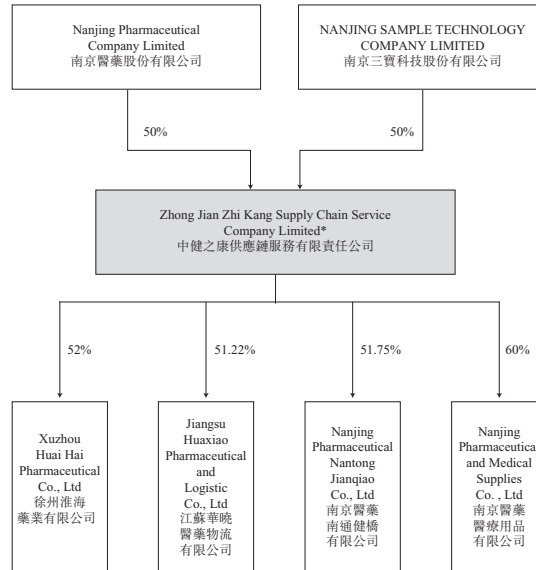 Nanjing Pharmaceutical
Company Limited
南京醫藥股份有限公司
NANJING SAMPLE TECHNOLOGY
COMPANY LIMITED
南京三寶科技股份有限公司
50%
50%
Zhong Jian Zhi Kang Supply Chain Service
Company Limited*
中健之康供應鏈服務有限責任公司
52%
51.22%
51.75%
60%
Xuzhou
Huai Hai
Pharmaceutical
Co., Ltd
徐州淮海
藥業有限公司
Jiangsu
Huaxiao
Pharmaceutical
and
Logistic
Co., Ltd
江蘇華曉
醫藥物流
有限公司
Nanjing
Pharmaceutical
Nantong
Jianqiao
Co., Ltd
南京醫藥
南通健橋
有限公司
Nanjing
Pharmaceutical
and Medical
Supplies
Co. , Ltd
南京醫藥
醫療用品
有限公司